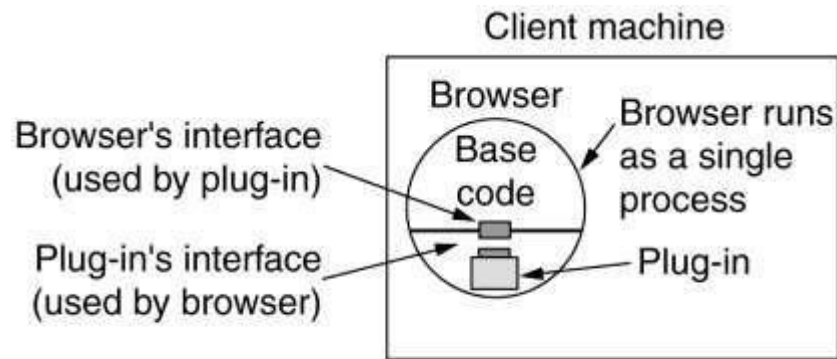 Client machine
Browser
Browser's interface
(used by plug-in)
Base
code
Browser runs
as a single
process
Plug-in's interface
(used by browser)
Plug-in